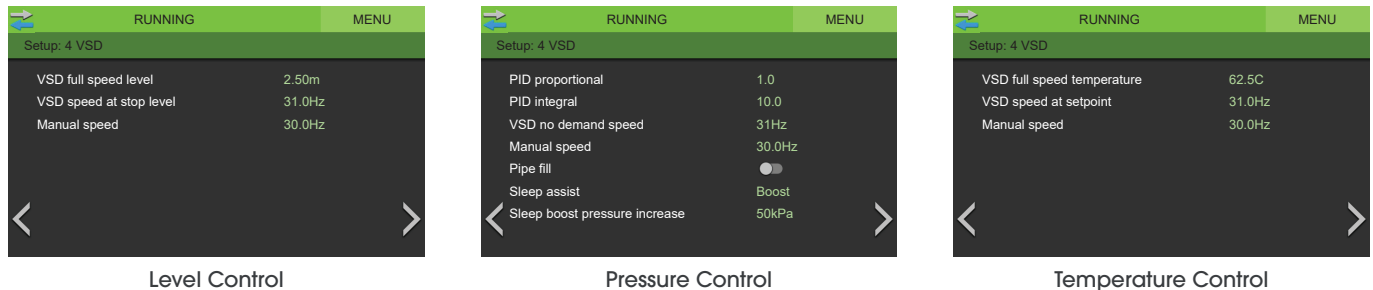 RUNNING MENU
Setup: 4 VSD
VSD full speed level 2.50m
VSD speed at stop level 31.0Hz
Manual speed 30.0Hz
Level Control
RUNNING MENU
Setup: 4 VSD
PID proportional 1.0
PID integral 10.0
VSD no demand speed 31Hz
Manual speed 30.0Hz
Pipe fill
Sleep assist Boost
Sleep boost pressure increase 50kPa
Pressure Control
RUNNING MENU
Setup: 4 VSD
VSD full speed temperature 62.5C
VSD speed at setpoint 31.0Hz
Manual speed 30.0Hz
Temperature Control